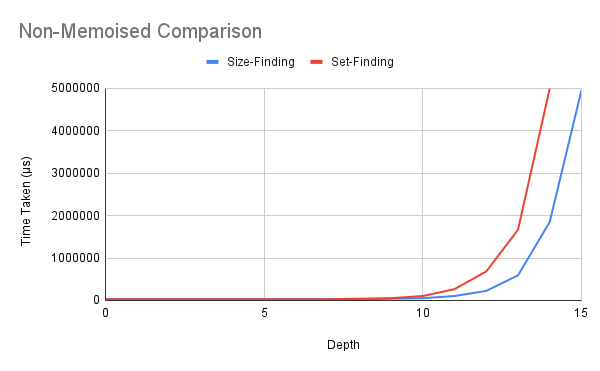 Non-Memoised Comparison
Size-Finding Set-Finding
5000000
4000000
3000000
2000000
1000000
0
Time Taken (µs)
0 5 10 15
Depth